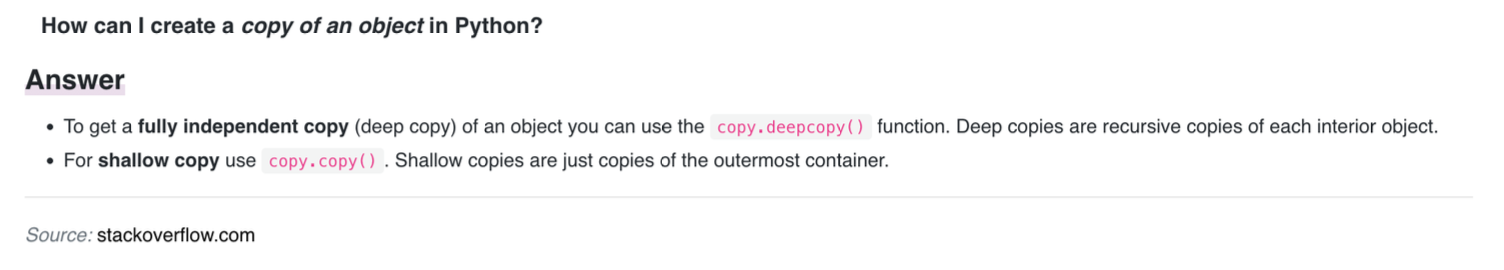 How can I create a copy of an object in Python?
Answer
• To get a fully independent copy (deep copy) of an object you can use the copy.deepcopy() function. Deep copies are recursive copies of each interior object.
• For shallow copy use copy.copy() . Shallow copies are just copies of the outermost container.
Source: stackoverflow.com